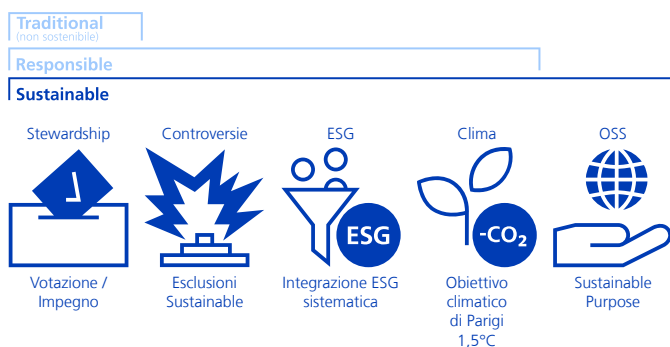 Traditional
(non sostenibile)
Responsible
Sustainable
Stewardship
Controversie
ESG
Clima
OSS
ESG
-CO₂
Votazione /
Impegno
Esclusioni
Sustainable
Integrazione ESG
sistematica
Obiettivo
climatico
di Parigi
1,5°C
Sustainable
Purpose